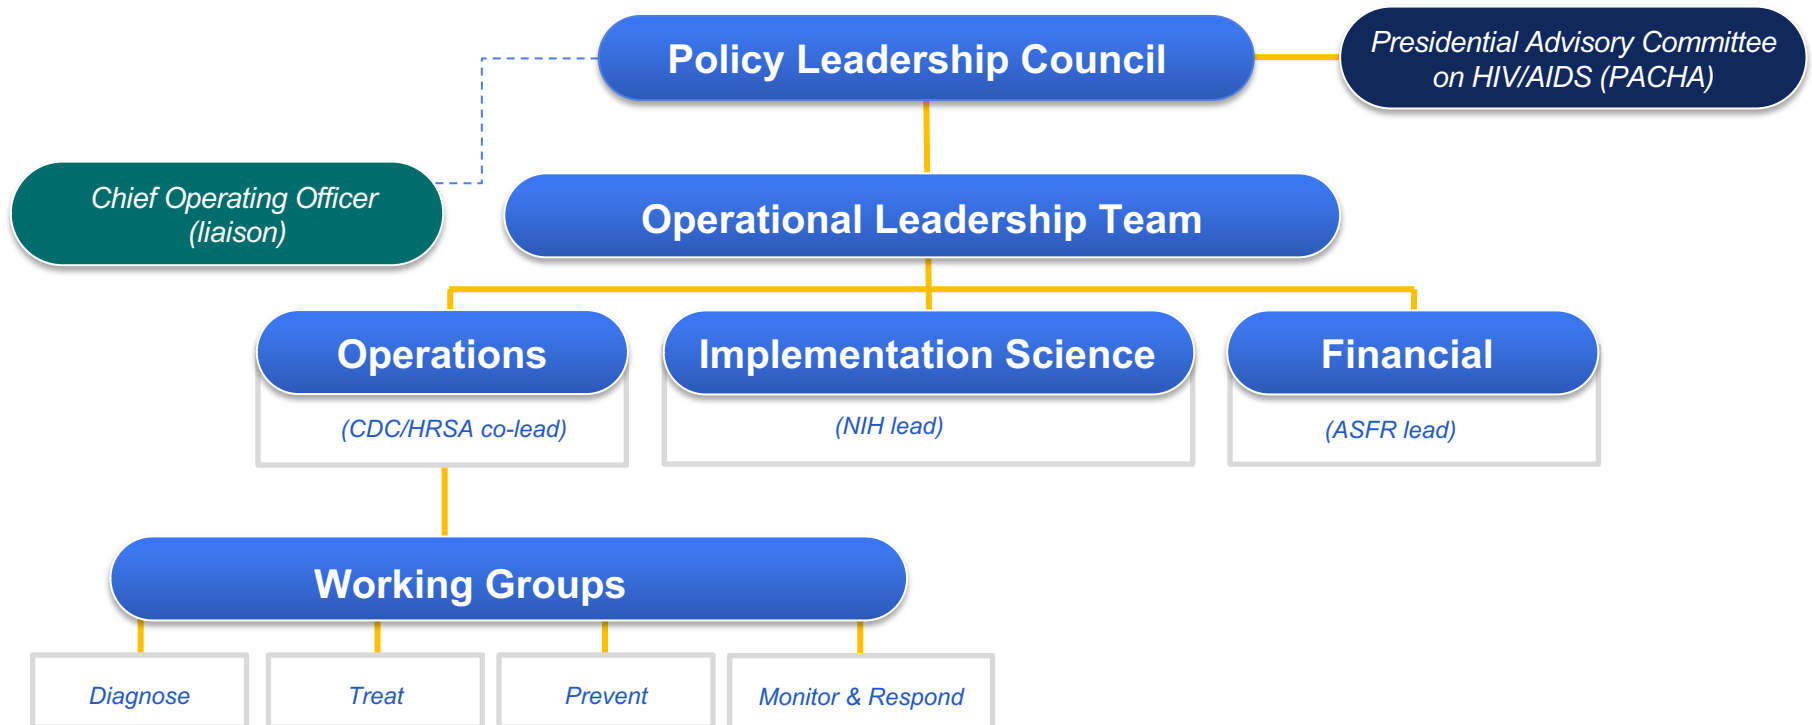 Policy Leadership Council
Presidential Advisory Committee
on HIV/AIDS (PACHA)
Chief Operating Officer
(liaison)
Operational Leadership Team
Operations
Implementation Science
Financial
(CDC/HRSA co-lead)
(NIH lead)
(ASFR lead)
Working Groups
Diagnose
Treat
Prevent
Monitor & Respond